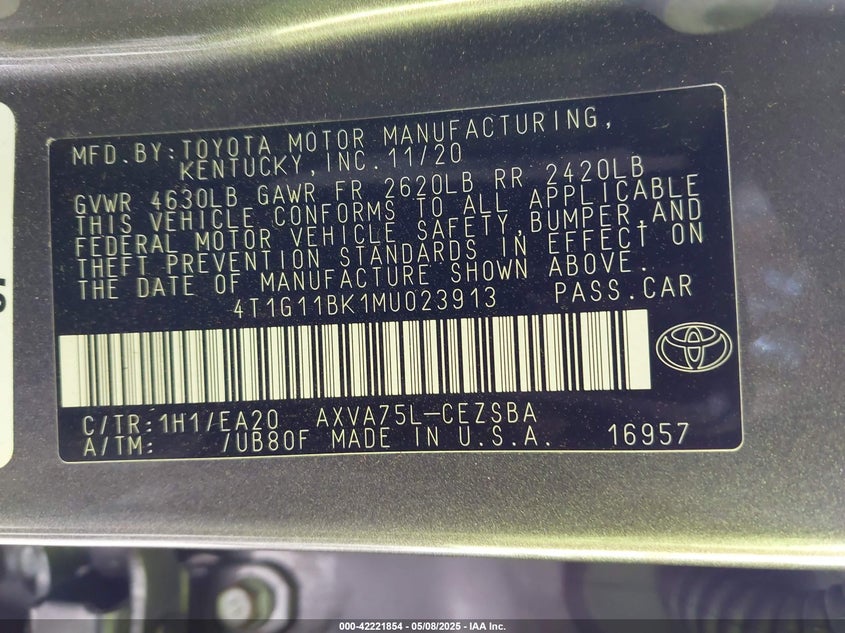 MFD.BY:TOYOTA MOTOR MANUFACTURING,
KENTUCKY,INC.11/20
GVWR 4630LB GAWR FR 2620LB RR 2420LB
THIS VEHICLE CONFORMS TO ALL APPLICABLE
FEDERAL MOTOR VEHICLE SAFETY,BUMPER,AND
THEFT PREVENTION STANDARDS IN EFFECT ON
THE DATE OF MANUFACTURE SHOWN ABOVE.
4T1G11BK1MU023913 PASS.CAR
C/TR:1H1/EA20 AXVA75L-CEZSBA
A/TM: /UB80F MADE IN U.S.A. 16957
000-42221854 05/08/2025 - IAA Inc.